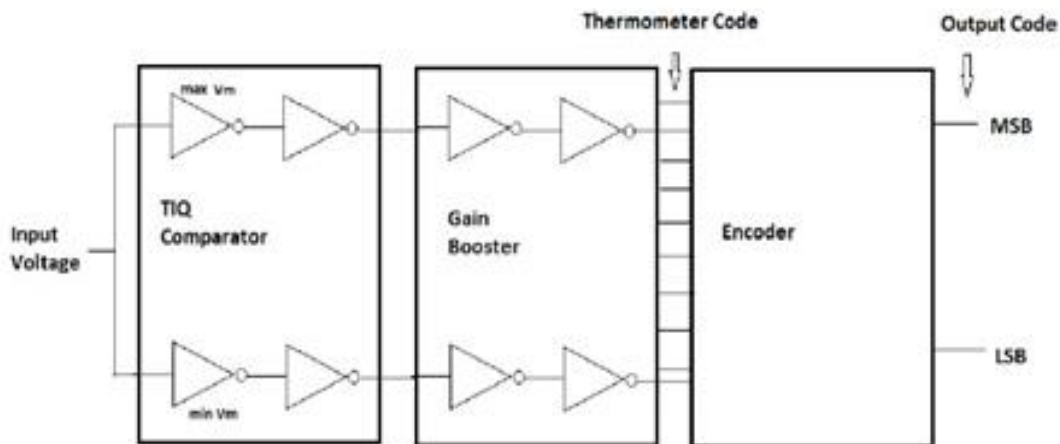 Thermometer Code
Output Code
max Vm
MSB
TIQ
Comparator
Gain
Booster
Encoder
Input
Voltage
LSB
min Vm